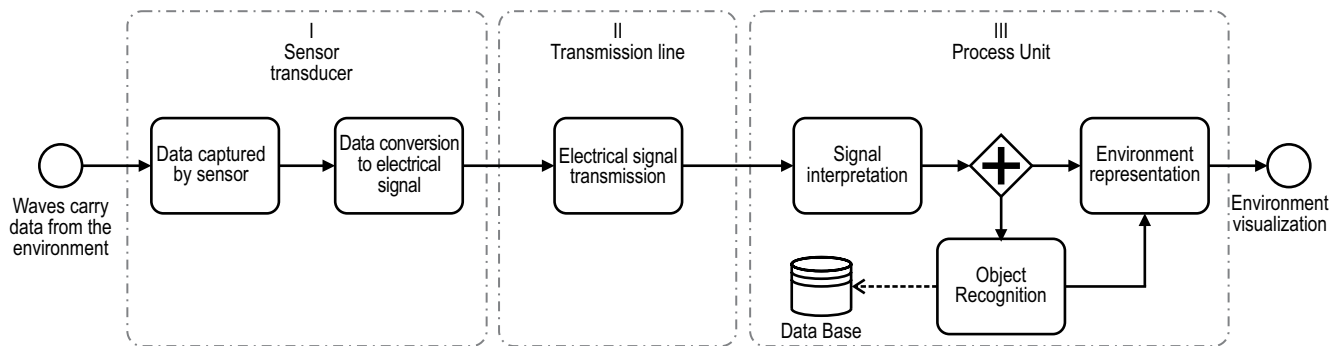 I
Sensor
transducer
II
Transmission line
III
Process Unit
Waves carry
data from the
environment
Data captured
by sensor
Data conversion
to electrical
signal
Electrical signal
transmission
Signal
interpretation
Environment
representation
Environment
visualization
Object
Recognition
Data Base